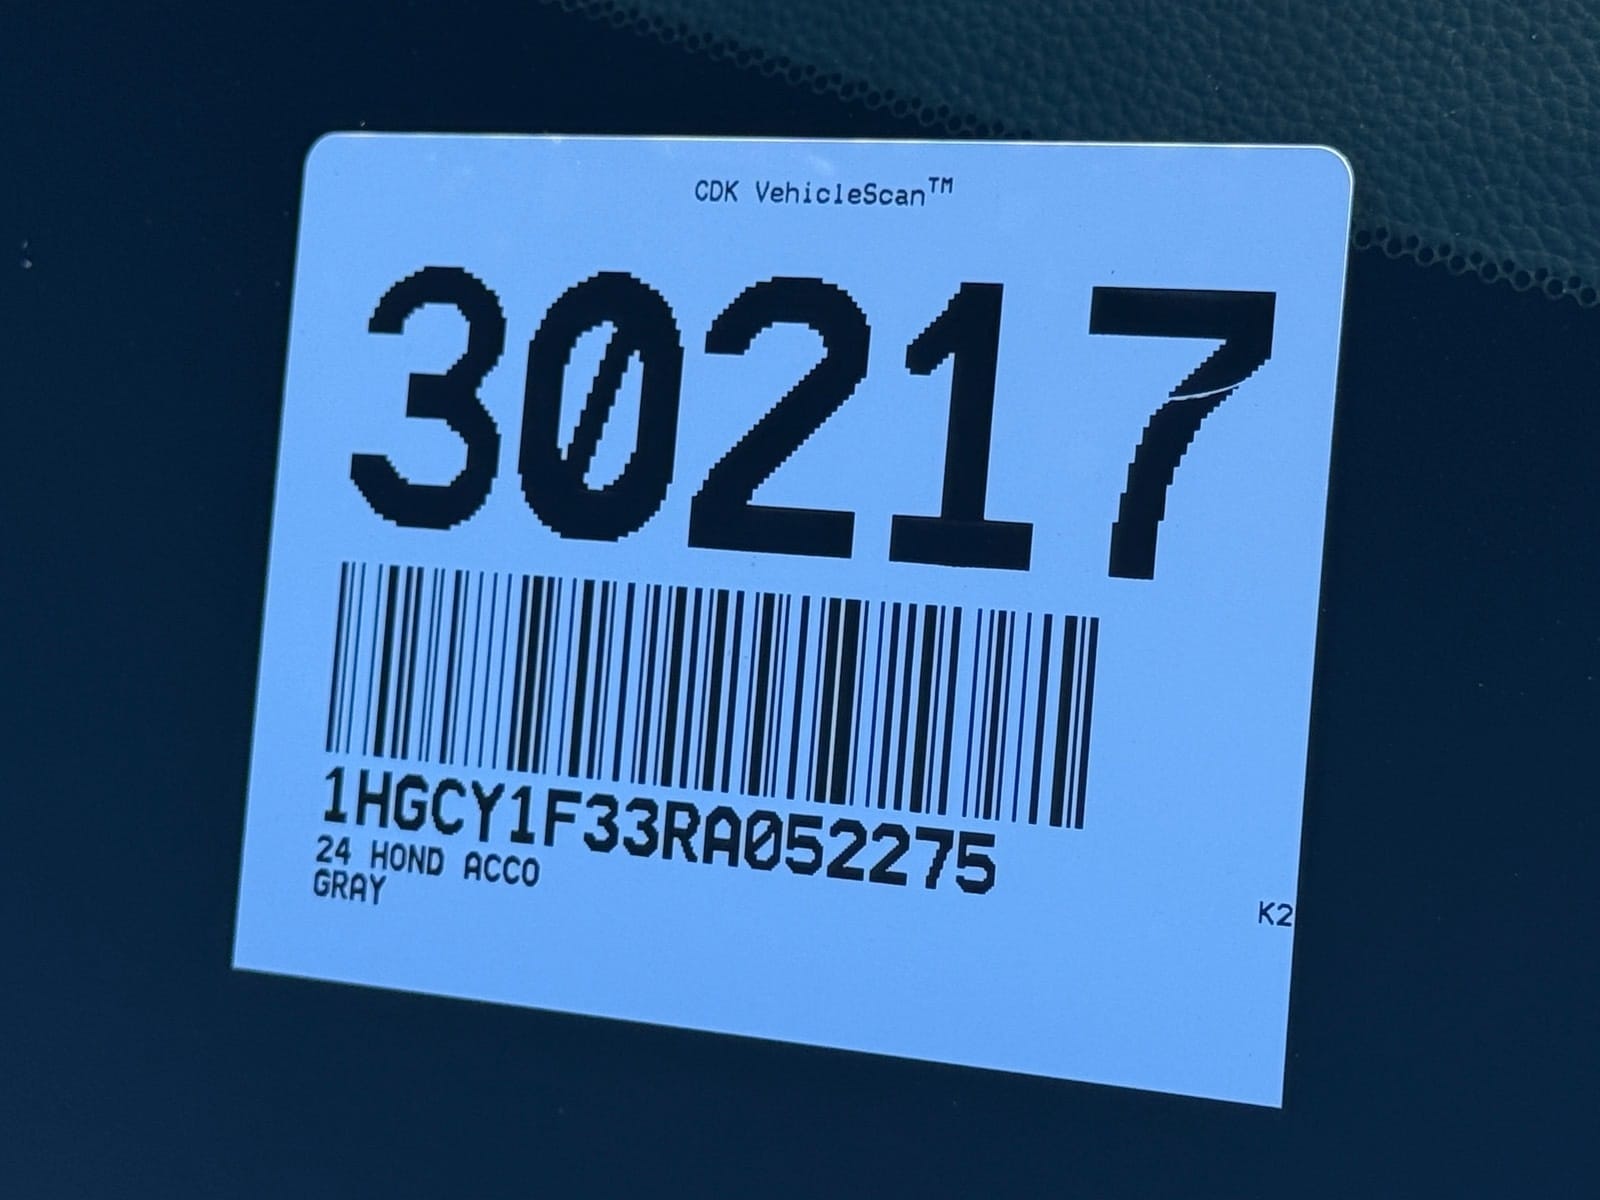 CDK VehicleScan™
30217
1HGCY1F33RA052275
24 HOND ACCO
GRAY
K2